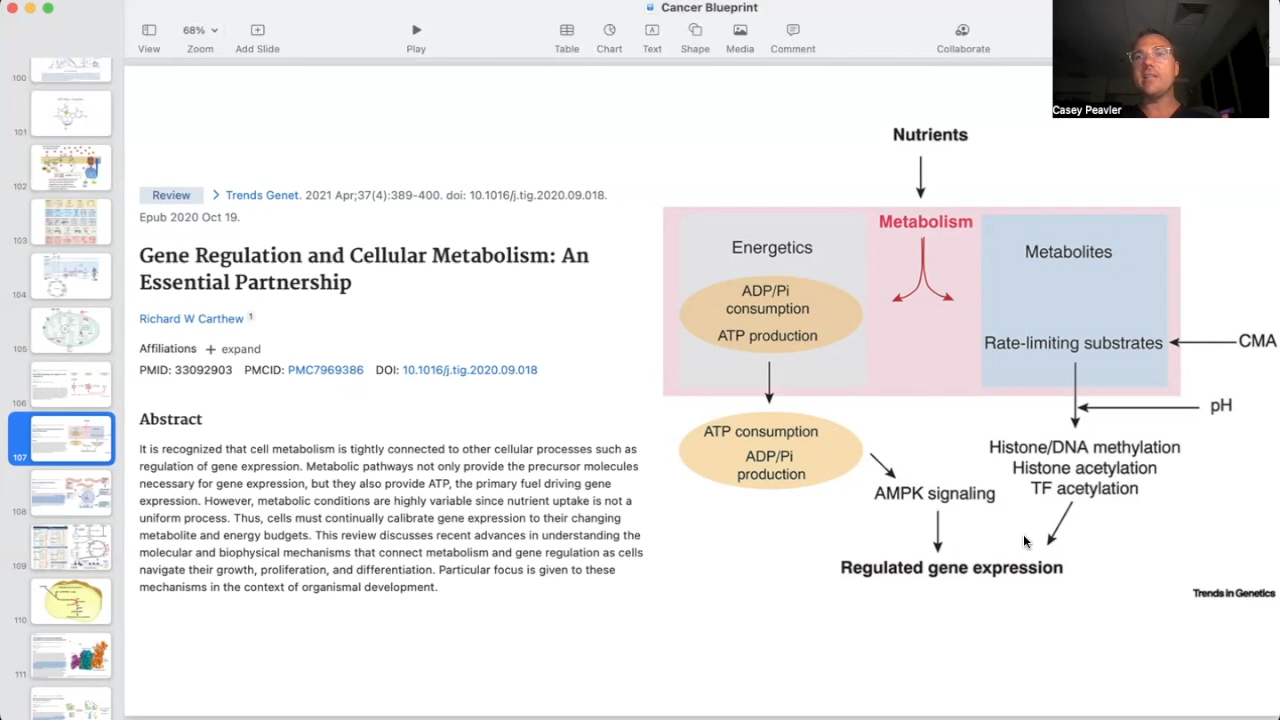 Cancer Blueprint
68%
View
Zoom
Add Slide
Play
Table
Chart
Text
Shape
Media
Comment
Collaborate
Casey Peavler
100
101
102
103
104
105
106
107
108
109
110
111
Review
Trends Genet. 2021 Apr;37(4):389-400. doi: 10.1016/j.tig.2020.09.018.
Epub 2020 Oct 19.
Gene Regulation and Cellular Metabolism: An
Essential Partnership
Richard W Carthew 1
Affiliations + expand
PMID: 33092903 PMCID: PMC7969386 DOI: 10.1016/j.tig.2020.09.018
Abstract
It is recognized that cell metabolism is tightly connected to other cellular processes such as
regulation of gene expression. Metabolic pathways not only provide the precursor molecules
necessary for gene expression, but they also provide ATP, the primary fuel driving gene
expression. However, metabolic conditions are highly variable since nutrient uptake is not a
uniform process. Thus, cells must continually calibrate gene expression to their changing
metabolite and energy budgets. This review discusses recent advances in understanding the
molecular and biophysical mechanisms that connect metabolism and gene regulation as cells
navigate their growth, proliferation, and differentiation. Particular focus is given to these
mechanisms in the context of organismal development.
Nutrients
Metabolism
Energetics
ADP/Pi
consumption
ATP production
Metabolites
Rate-limiting substrates
CMA
pH
ATP consumption
ADP/Pi
production
AMPK signaling
Histone/DNA methylation
Histone acetylation
TF acetylation
Regulated gene expression
Trends in Genetics